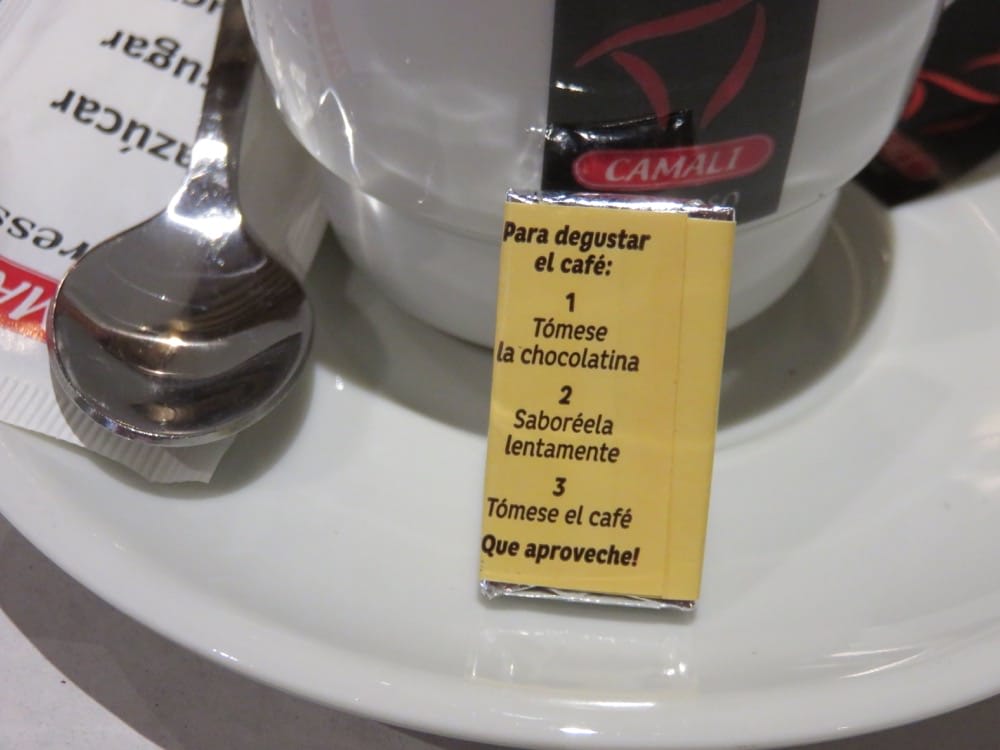 sugar
azúcar
CAMALI
Para degustar
el café:
1
Tómese
la chocolatina
2
Saboréela
lentamente
3
Tómese el café
Que aproveche!